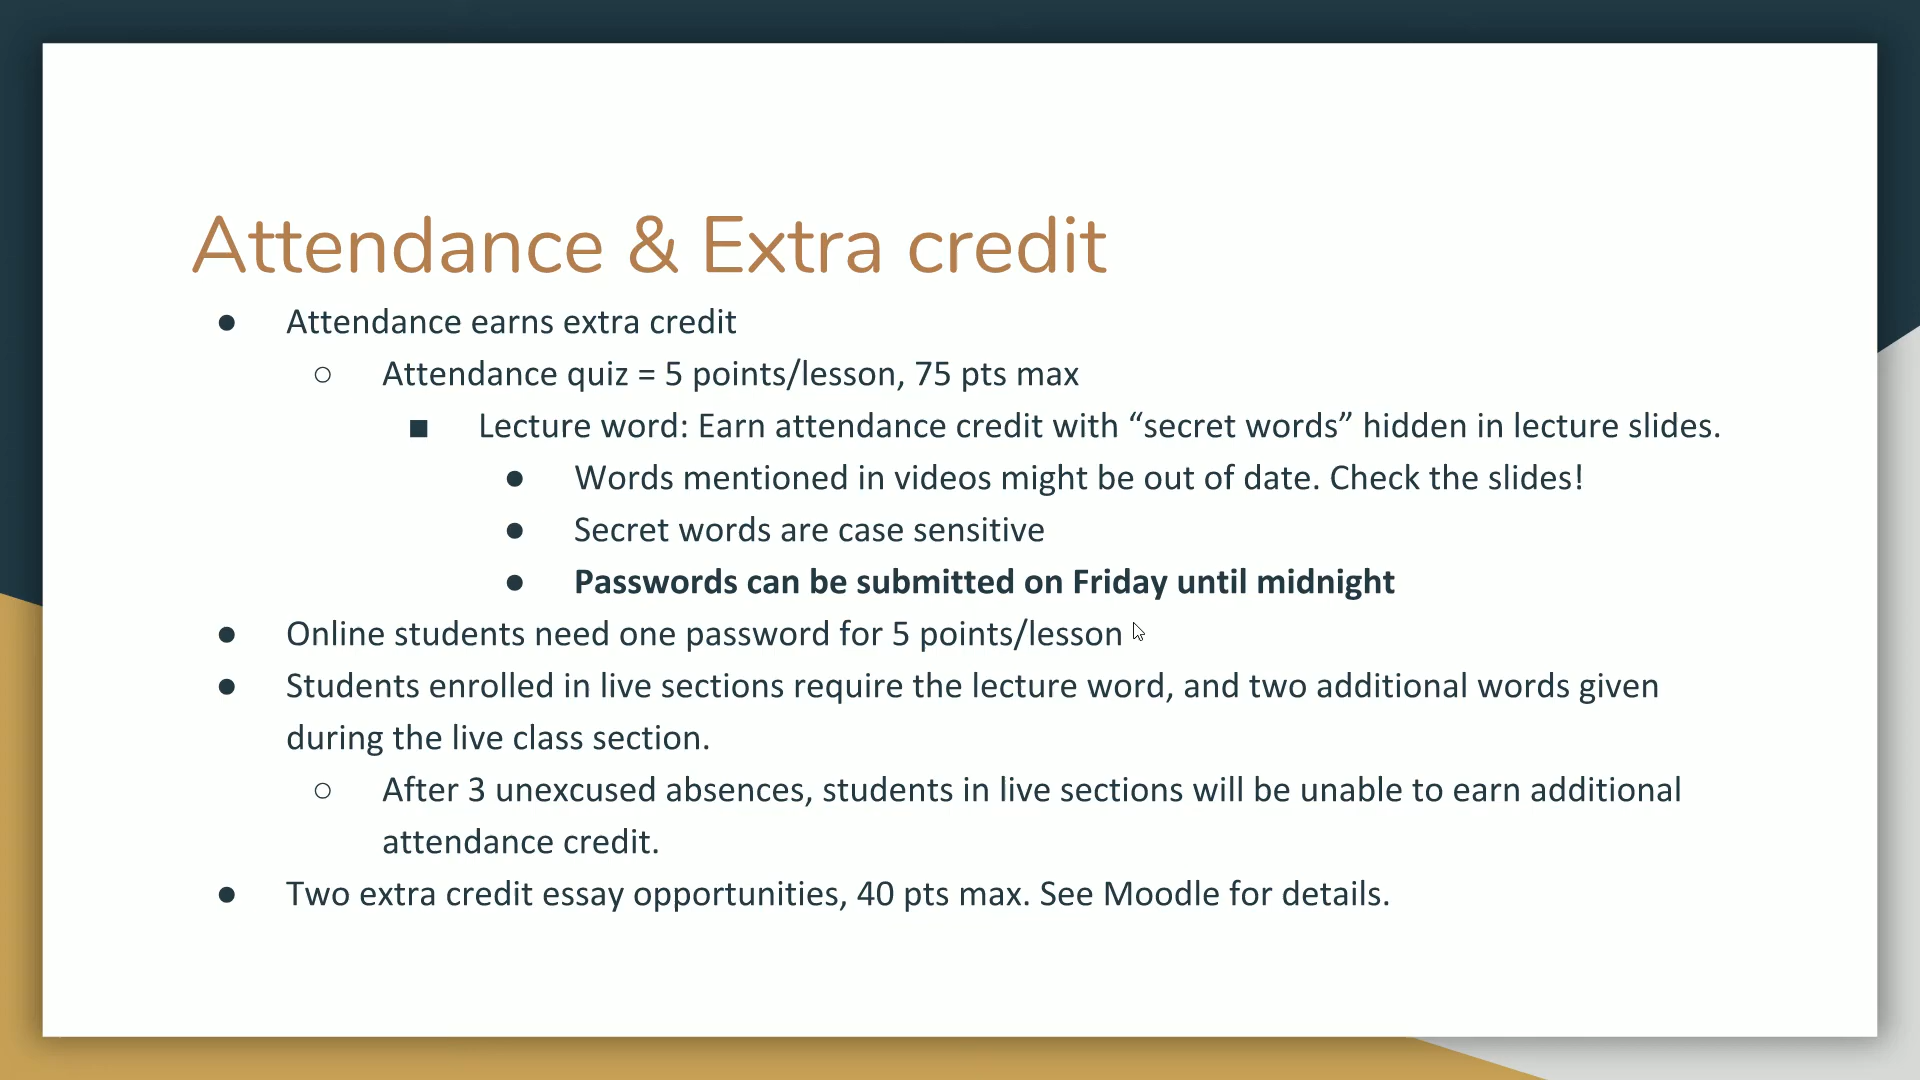 Attendance & Extra credit
● Attendance earns extra credit
○ Attendance quiz = 5 points/lesson, 75 pts max
■ Lecture word: Earn attendance credit with “secret words” hidden in lecture slides.
● Words mentioned in videos might be out of date. Check the slides!
● Secret words are case sensitive
● Passwords can be submitted on Friday until midnight
● Online students need one password for 5 points/lesson
● Students enrolled in live sections require the lecture word, and two additional words given
during the live class section.
○ After 3 unexcused absences, students in live sections will be unable to earn additional
attendance credit.
● Two extra credit essay opportunities, 40 pts max. See Moodle for details.